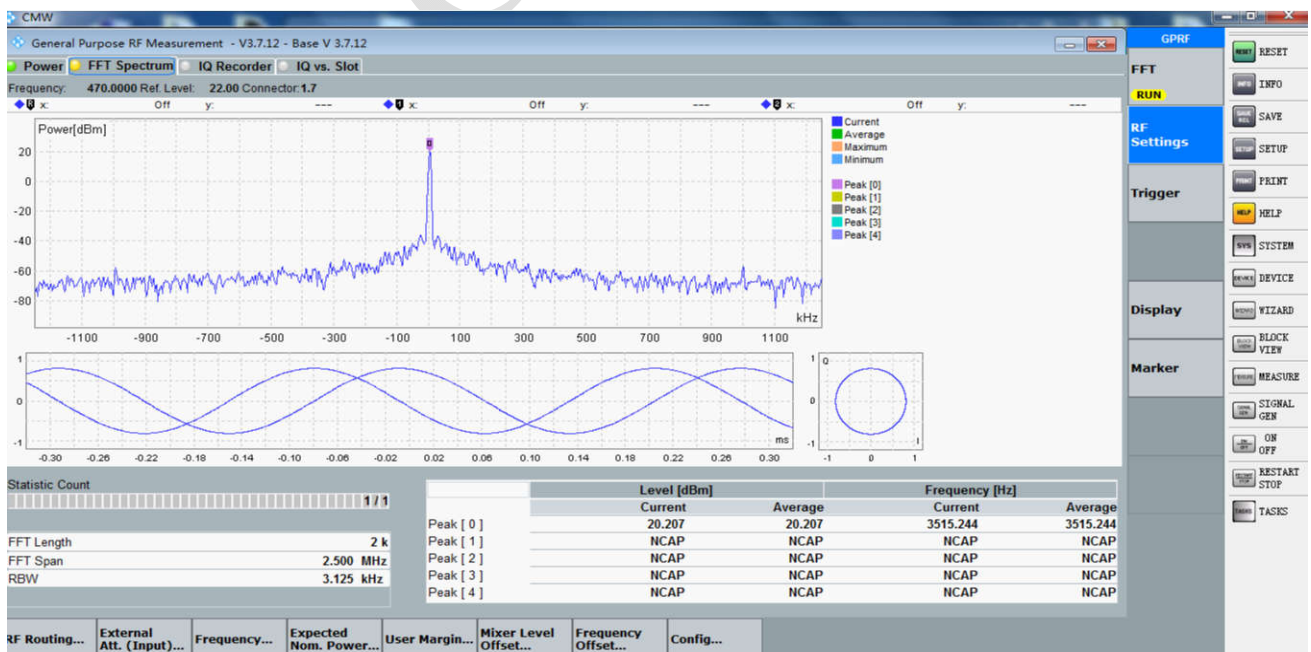 CMW
General Purpose RF Measurement - V3.7.12 - Base V 3.7.12
Power FFT Spectrum IQ Recorder IQ vs. Slot
Frequency: 470.0000 Ref. Level: 22.00 Connector: 1.7
x: Off y: --- x: Off y: --- x: Off y: ---
Power[dBm]
20
0
-20
-40
-60
-80
kHz
-1100 -900 -700 -500 -300 -100 100 300 500 700 900 1100
Current
Average
Maximum
Minimum
Peak [0]
Peak [1]
Peak [2]
Peak [3]
Peak [4]
1
0
-1
ms
-0.30 -0.26 -0.22 -0.18 -0.14 -0.10 -0.06 -0.02 0.02 0.06 0.10 0.14 0.18 0.22 0.26 0.30
1 Q
0
-1 I
-1 0 1
Statistic Count
1 / 1
FFT Length 2 k
FFT Span 2.500 MHz
RBW 3.125 kHz
Level [dBm] Frequency [Hz]
Current Average Current Average
Peak [ 0 ] 20.207 20.207 3515.244 3515.244
Peak [ 1 ] NCAP NCAP NCAP NCAP
Peak [ 2 ] NCAP NCAP NCAP NCAP
Peak [ 3 ] NCAP NCAP NCAP NCAP
Peak [ 4 ] NCAP NCAP NCAP NCAP
RF Routing... External Att. (Input)... Frequency... Expected Nom. Power... User Margin... Mixer Level Offset... Frequency Offset... Config...
GPRF
FFT
RUN
RF
Settings
Trigger
Display
Marker
RESET
INFO
SAVE
SETUP
PRINT
HELP
SYSTEM
DEVICE
WIZARD
BLOCK
VIEW
MEASURE
SIGNAL
GEN
ON
OFF
RESTART
STOP
TASKS